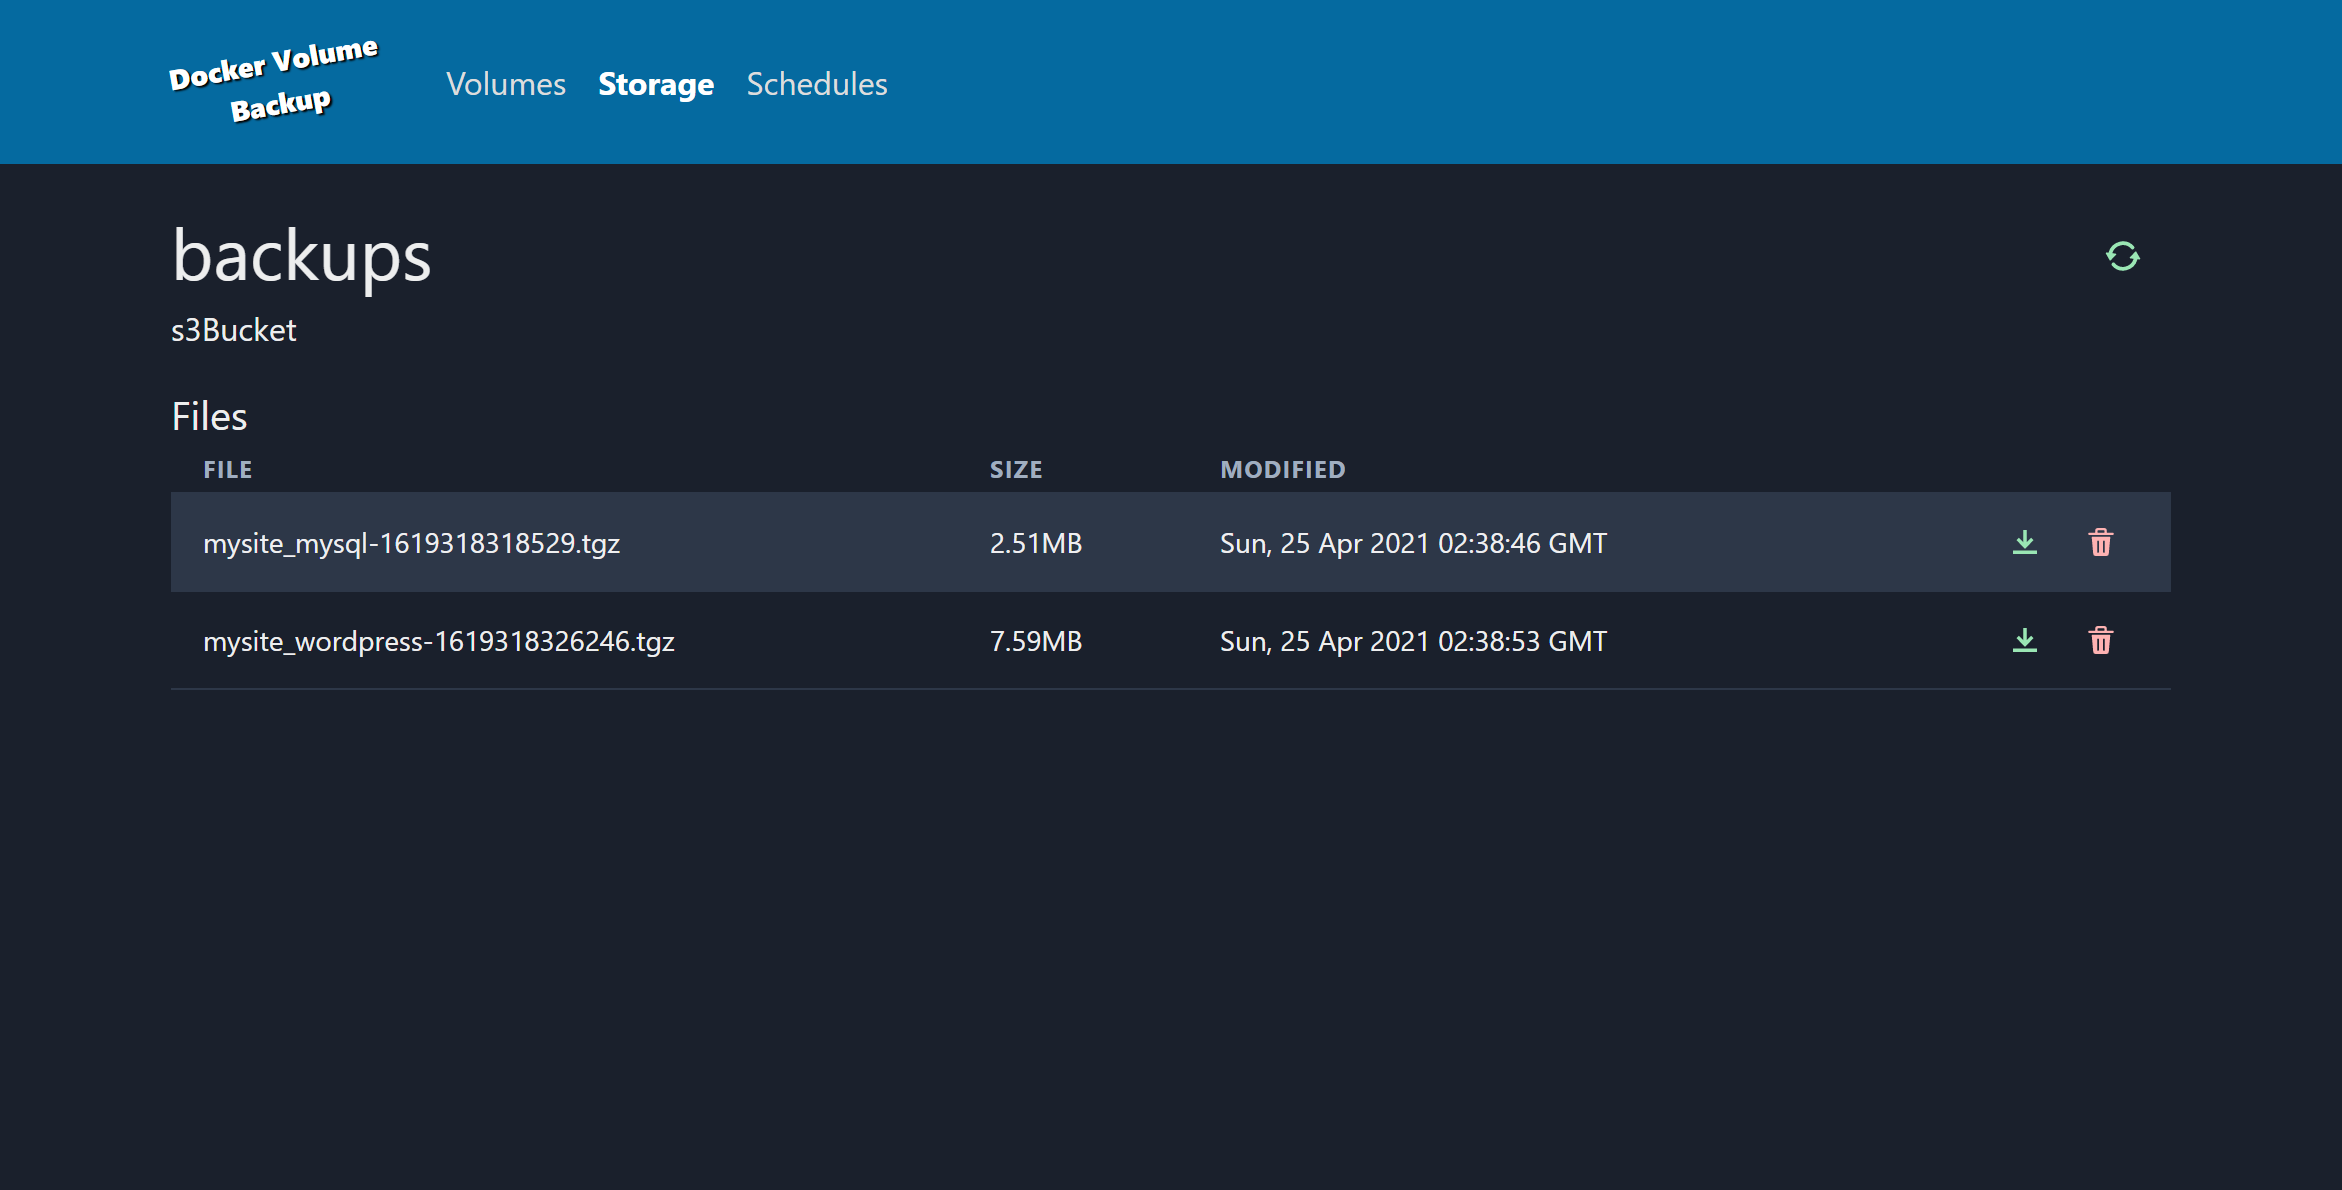 Docker Volume
Backup
Volumes Storage Schedules
backups
s3Bucket
Files
FILE SIZE MODIFIED
mysite_mysql-1619318318529.tgz 2.51MB Sun, 25 Apr 2021 02:38:46 GMT
mysite_wordpress-1619318326246.tgz 7.59MB Sun, 25 Apr 2021 02:38:53 GMT